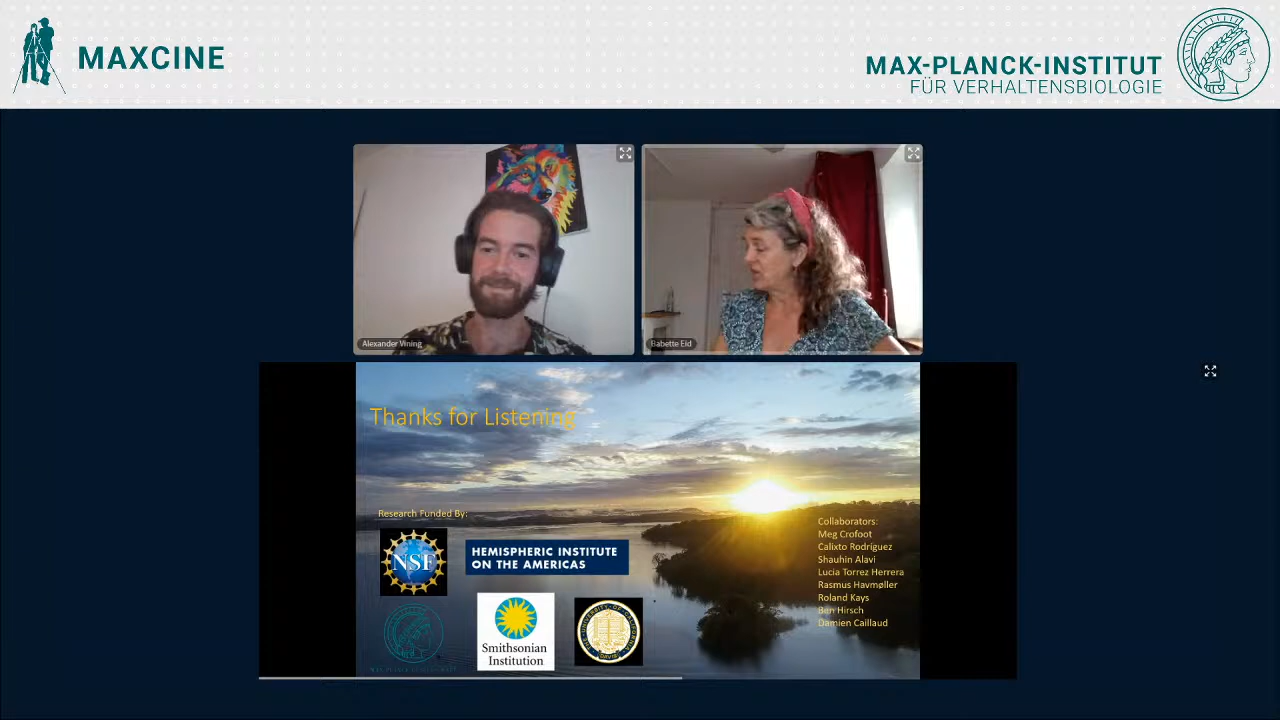 MAXCINE
MAX-PLANCK-INSTITUT
FÜR VERHALTENSBIOLOGIE
Alexander Vining
Babette Eid
Thanks for Listening
Research Funded By:
NSF
HEMISPHERIC INSTITUTE
ON THE AMERICAS
Smithsonian
Institution
Collaborators:
Meg Crofoot
Calixto Rodríguez
Shauhin Alavi
Lucía Torrez Herrera
Rasmus Havmøller
Roland Kays
Ben Hirsch
Damien Caillaud